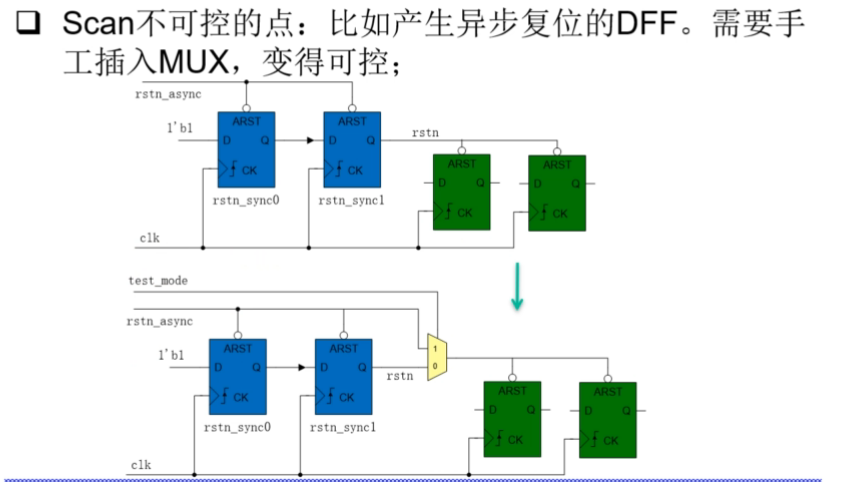 ❑ Scan不可控的点：比如产生异步复位的DFF。需要手
工插入MUX，变得可控；
rstn_async
ARST ARST
1'b1 rstn
D Q D Q ARST ARST
CK CK D Q D Q
rstn_sync0 rstn_sync1 CK CK
clk
test_mode
rstn_async
1'b1 ARST ARST 1
D Q D Q 0
rstn ARST ARST
CK CK D Q D Q
rstn_sync0 rstn_sync1 CK CK
clk